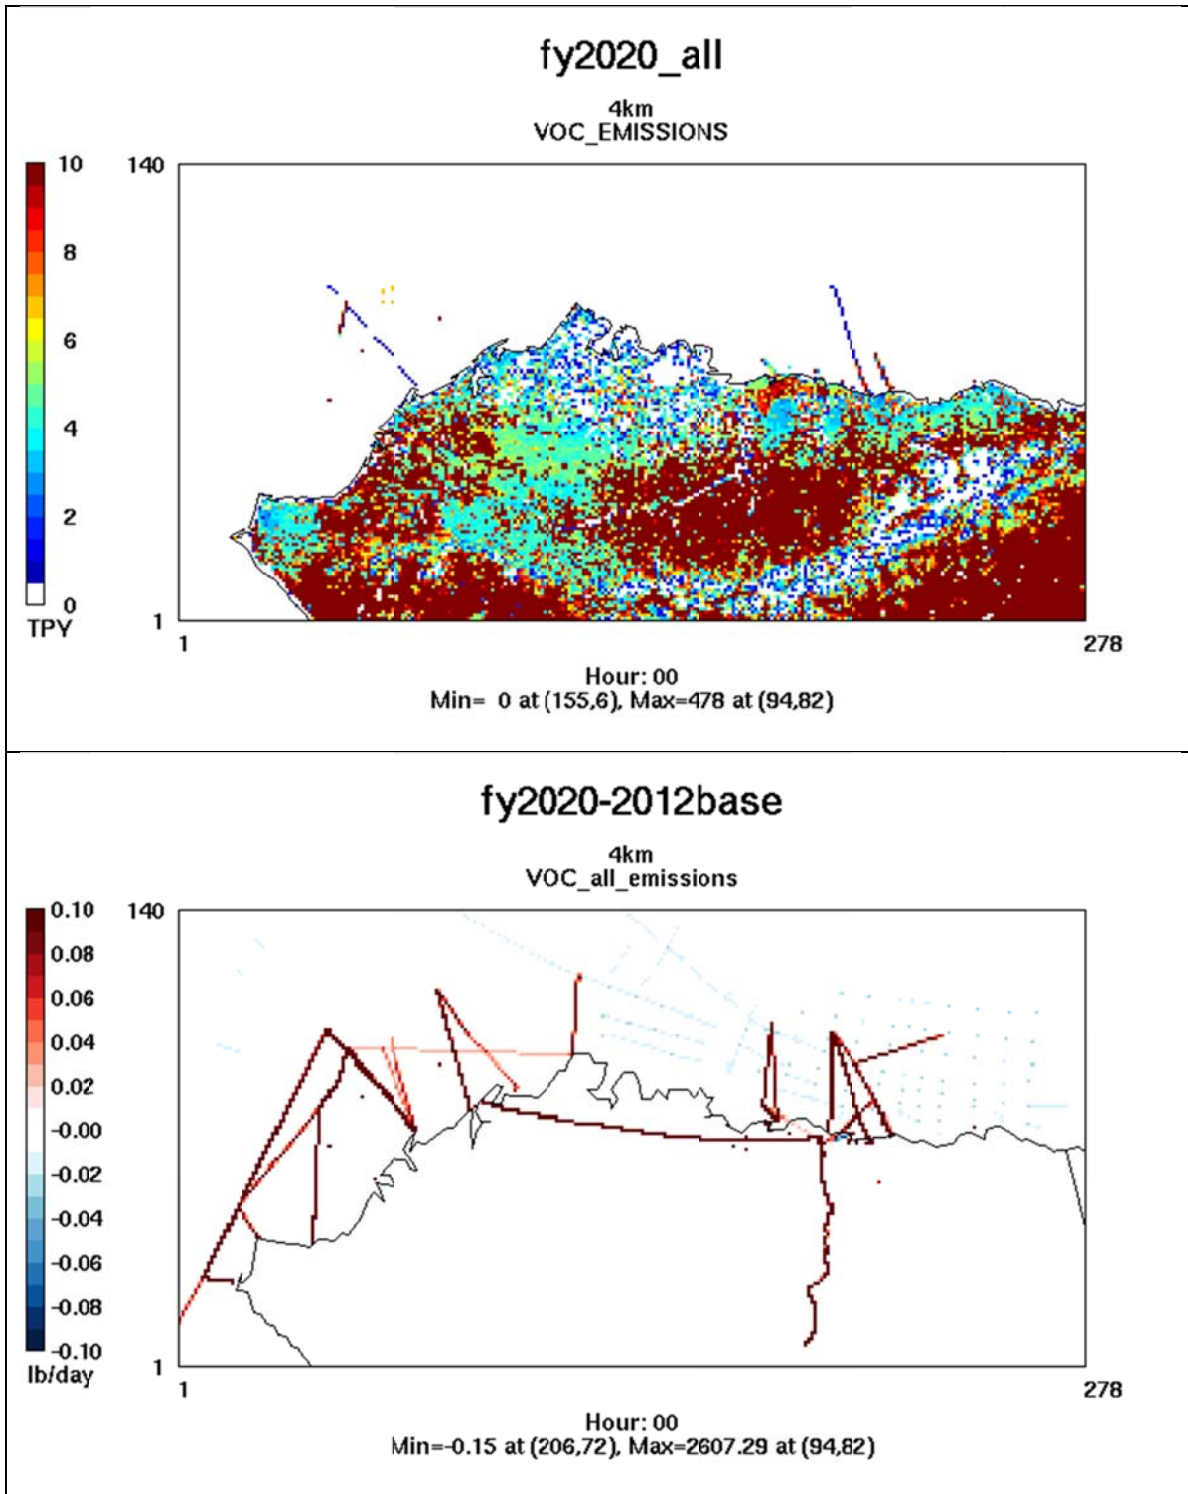 fy2020_all
4km
VOC_EMISSIONS
10
8
6
4
2
0
TPY
140
1
1
278
Hour: 00
Min= 0 at (155,6), Max=478 at (94,82)
fy2020-2012base
4km
VOC_all_emissions
0.10
0.08
0.06
0.04
0.02
-0.00
-0.02
-0.04
-0.06
-0.08
-0.10
lb/day
140
1
1
278
Hour: 00
Min=-0.15 at (206,72), Max=2607.29 at (94,82)